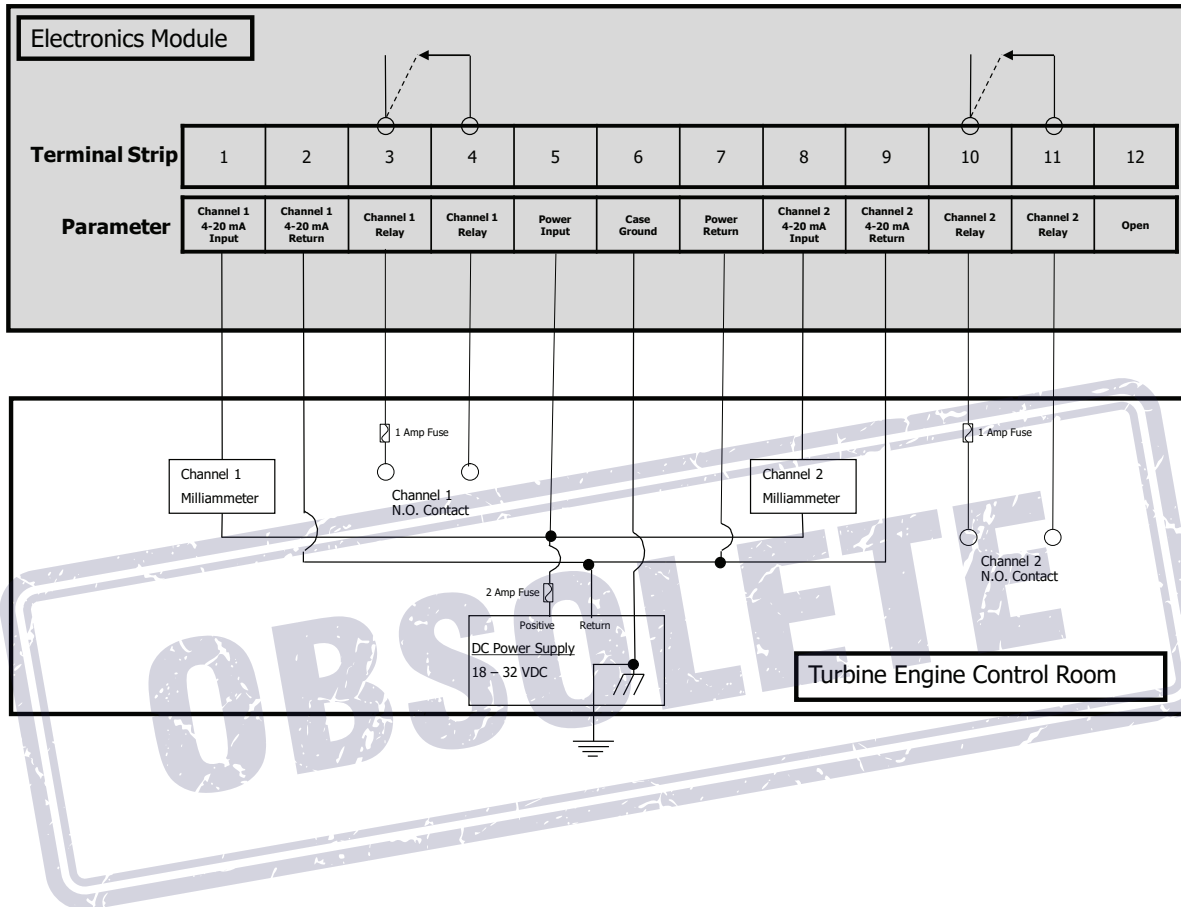 Electronics Module
Terminal Strip 1 2 3 4 5 6 7 8 9 10 11 12
Parameter
Channel 1
4-20 mA
Input
Channel 1
4-20 mA
Return
Channel 1
Relay
Channel 1
Relay
Power
Input
Case
Ground
Power
Return
Channel 2
4-20 mA
Input
Channel 2
4-20 mA
Return
Channel 2
Relay
Channel 2
Relay
Open
1 Amp Fuse
1 Amp Fuse
Channel 1
Milliammeter
Channel 1
N.O. Contact
Channel 2
Milliammeter
Channel 2
N.O. Contact
2 Amp Fuse
Positive Return
DC Power Supply
18 – 32 VDC
Turbine Engine Control Room
OBSOLETE